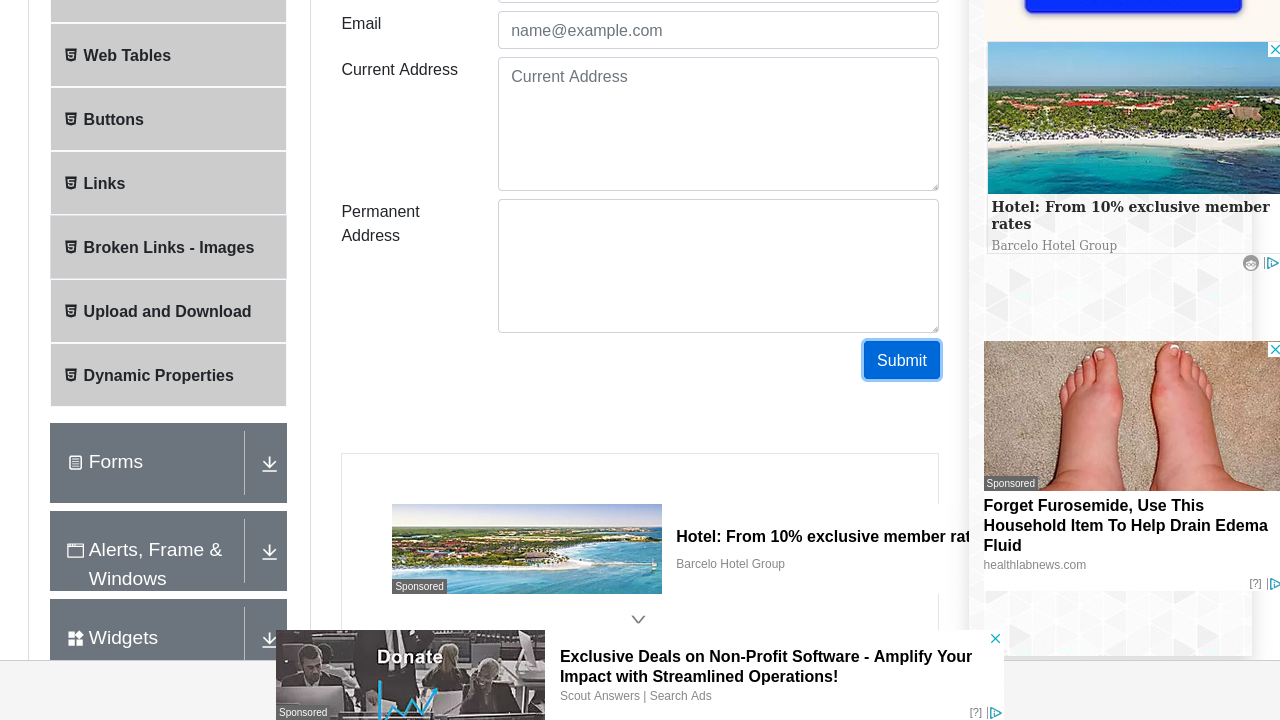 Email
name@example.com
Web Tables
Current Address
Current Address
Buttons
Links
Permanent
Address
Broken Links - Images
Upload and Download
Submit
Dynamic Properties
Forms
Alerts, Frame &
Windows
Widgets
Sponsored
Hotel: From 10% exclusive member rat
Barcelo Hotel Group
Hotel: From 10% exclusive member
rates
Barcelo Hotel Group
Sponsored
Forget Furosemide, Use This
Household Item To Help Drain Edema
Fluid
healthlabnews.com
[?]
Donate
Sponsored
Exclusive Deals on Non-Profit Software - Amplify Your
Impact with Streamlined Operations!
Scout Answers | Search Ads
[?]